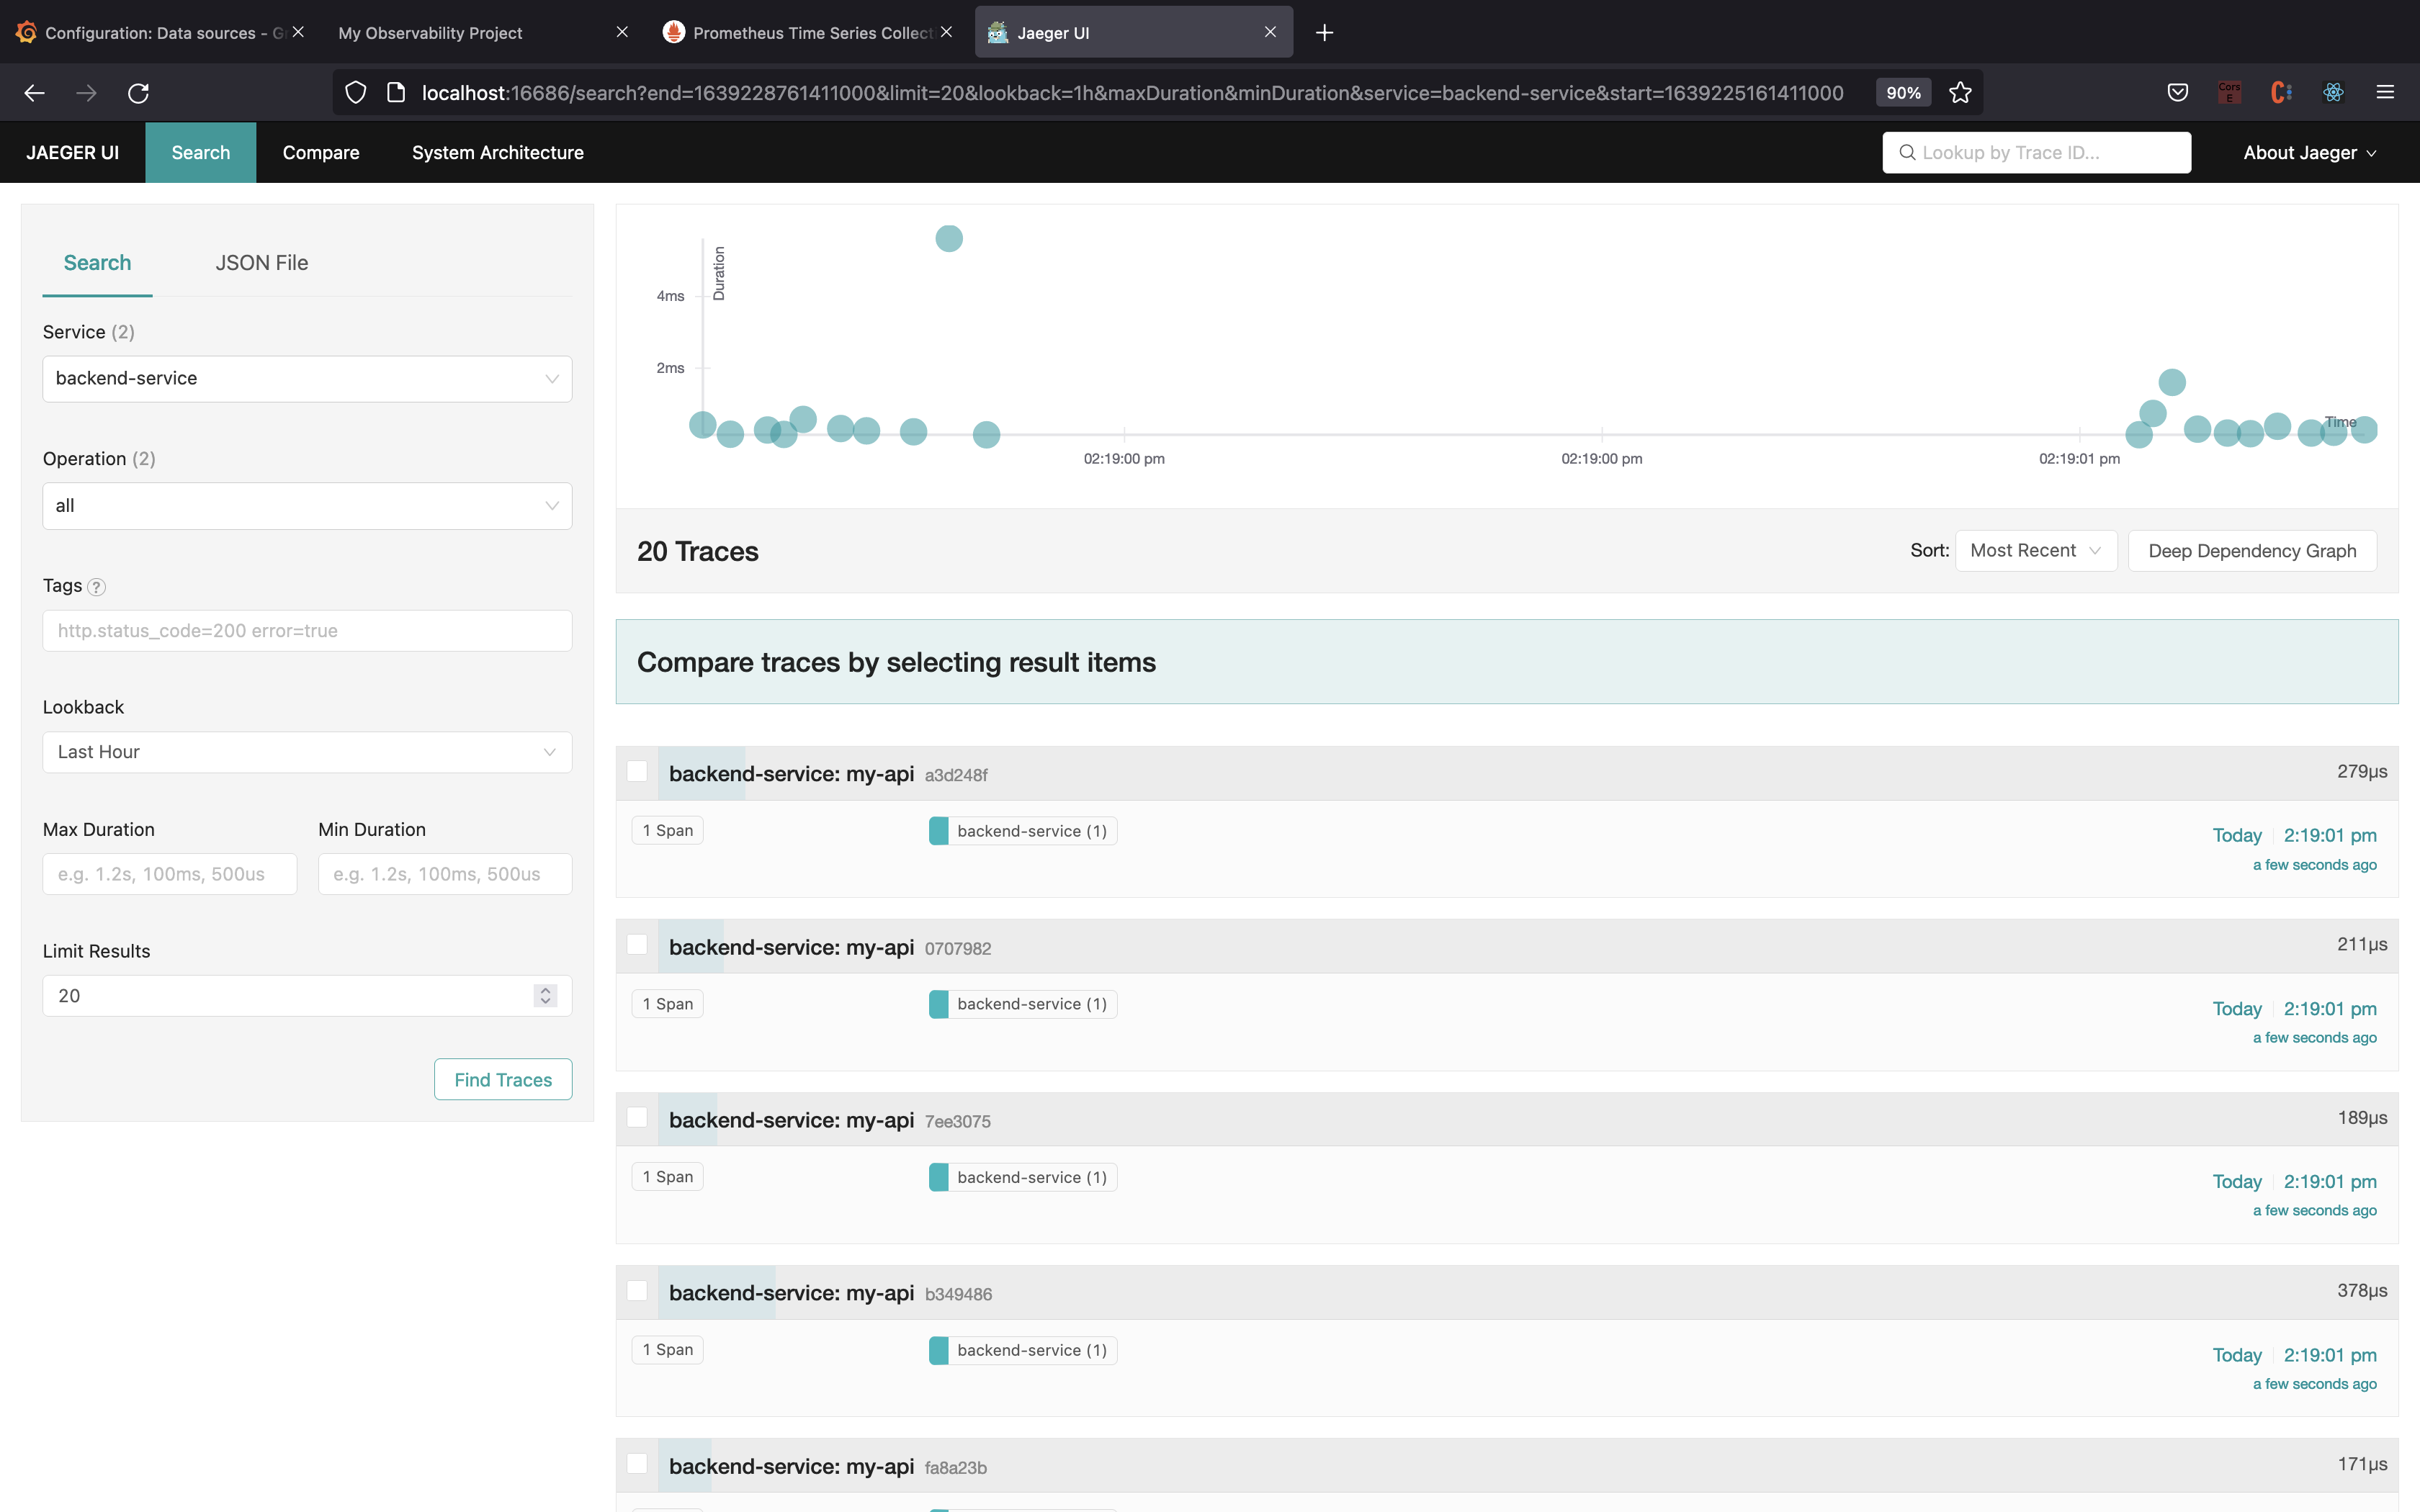 Configuration: Data sources - G
My Observability Project
Prometheus Time Series Collect
Jaeger UI
localhost:16686/search?end=1639228761411000&limit=20&lookback=1h&maxDuration&minDuration&service=backend-service&start=1639225161411000
90%
Cors
E
JAEGER UI
Search
Compare
System Architecture
Lookup by Trace ID...
About Jaeger
Search
JSON File
Service (2)
backend-service
Operation (2)
all
Tags ?
http.status_code=200 error=true
Lookback
Last Hour
Max Duration
Min Duration
e.g. 1.2s, 100ms, 500us
e.g. 1.2s, 100ms, 500us
Limit Results
20
Find Traces
Duration
4ms
2ms
Time
02:19:00 pm
02:19:00 pm
02:19:01 pm
20 Traces
Sort: Most Recent
Deep Dependency Graph
Compare traces by selecting result items
backend-service: my-api a3d248f
279μs
1 Span
backend-service (1)
Today 2:19:01 pm
a few seconds ago
backend-service: my-api 0707982
211μs
1 Span
backend-service (1)
Today 2:19:01 pm
a few seconds ago
backend-service: my-api 7ee3075
189μs
1 Span
backend-service (1)
Today 2:19:01 pm
a few seconds ago
backend-service: my-api b349486
378μs
1 Span
backend-service (1)
Today 2:19:01 pm
a few seconds ago
backend-service: my-api fa8a23b
171μs